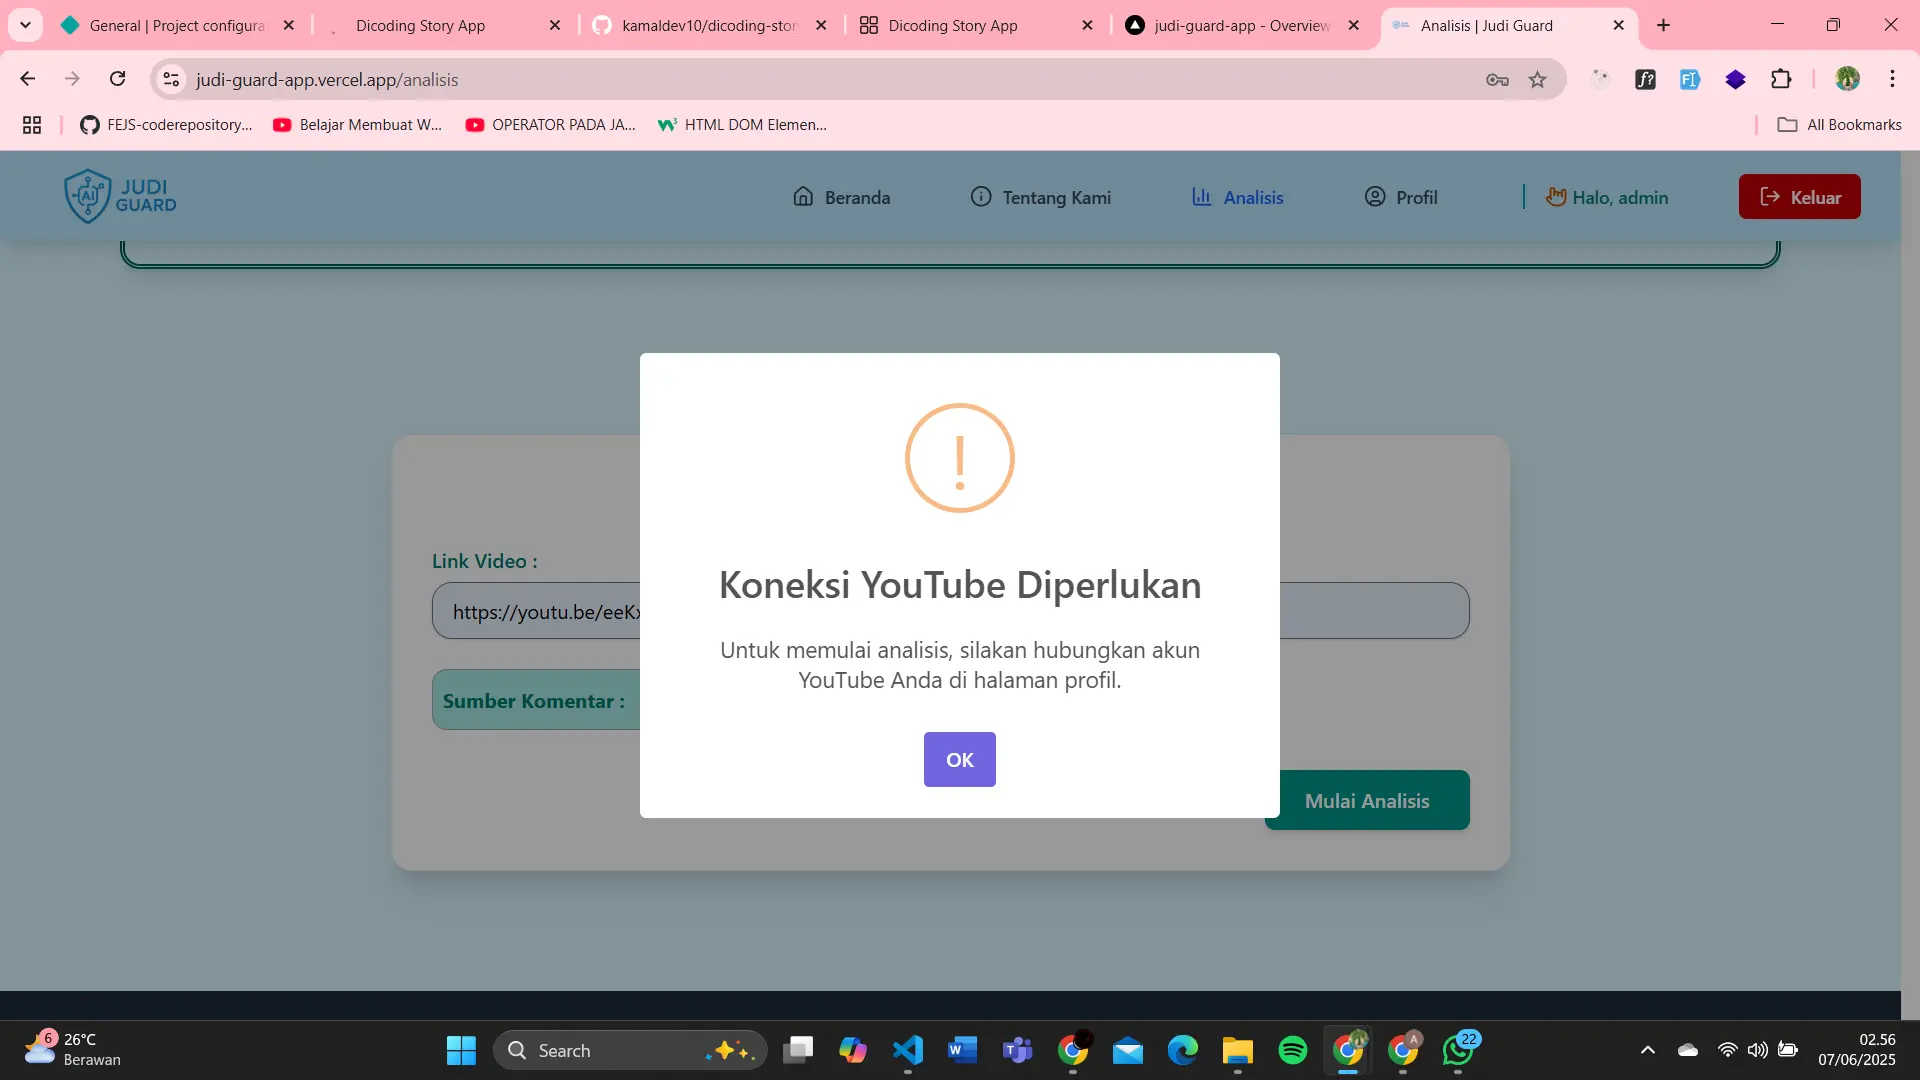 General | Project configura
Dicoding Story App
kamaldev10/dicoding-stor
Dicoding Story App
judi-guard-app - Overview
Analisis | Judi Guard
judi-guard-app.vercel.app/analisis
FEJS-coderepository...
Belajar Membuat W...
OPERATOR PADA JA...
HTML DOM Elemen...
All Bookmarks
AI
JUDI
GUARD
Beranda
Tentang Kami
Analisis
Profil
Halo, admin
Keluar
Koneksi YouTube Diperlukan
Untuk memulai analisis, silakan hubungkan akun
YouTube Anda di halaman profil.
OK
Link Video :
https://youtu.be/eeKx
Sumber Komentar :
Mulai Analisis
6
26°C
Berawan
Search
A
22
02.56
07/06/2025